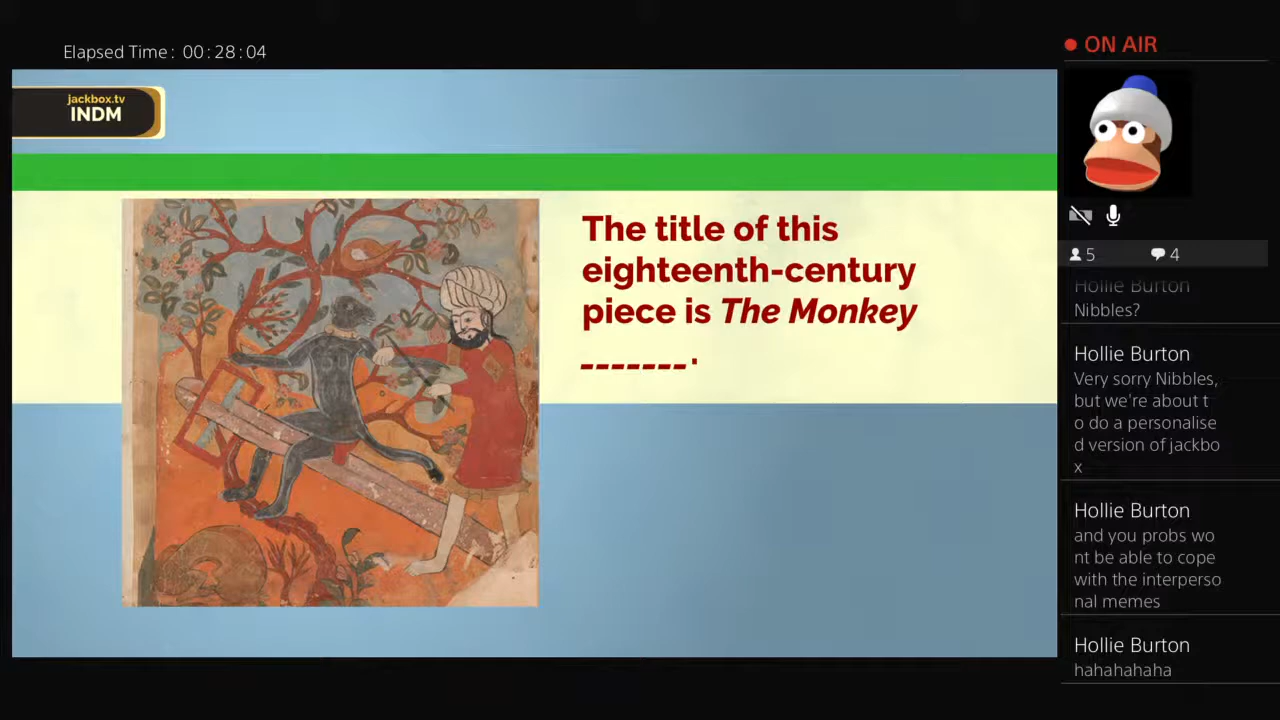 Elapsed Time: 00:28:04
ON AIR
jackbox.tv
INDM
The title of this
eighteenth-century
piece is The Monkey
_______.
5 4
Hollie Burton
Nibbles?
Hollie Burton
Very sorry Nibbles,
but we're about t
o do a personalise
d version of jackbo
x
Hollie Burton
and you probs wo
nt be able to cope
with the interperso
nal memes
Hollie Burton
hahahahaha